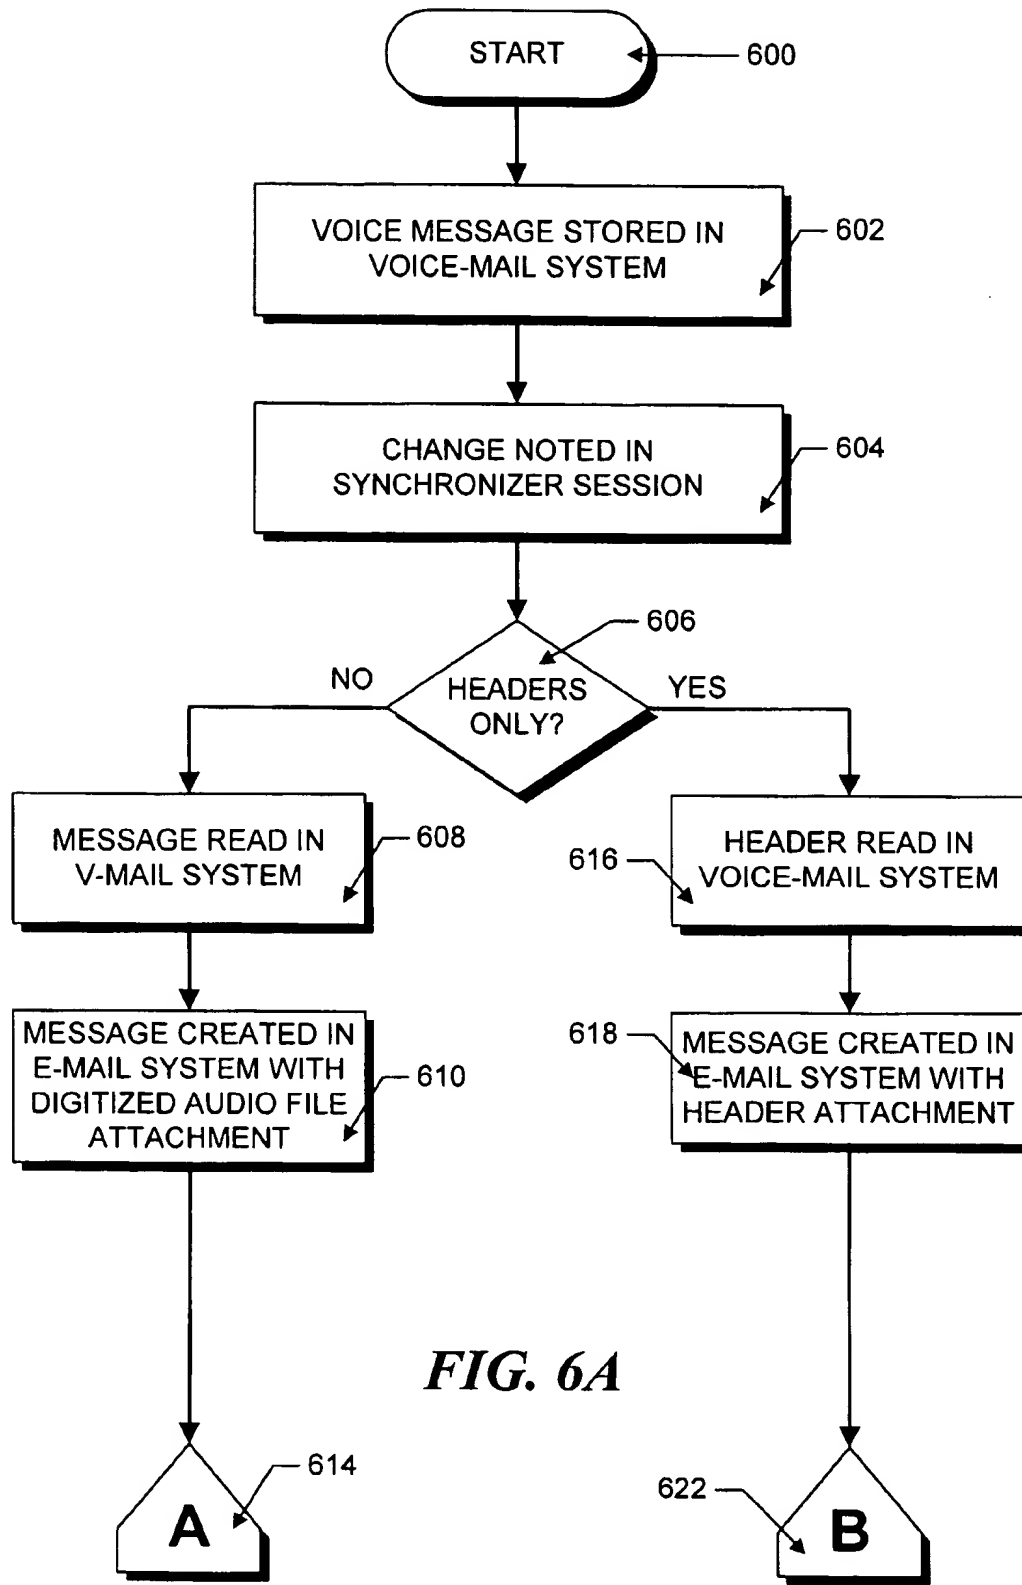 START
600
VOICE MESSAGE STORED IN
VOICE-MAIL SYSTEM
602
CHANGE NOTED IN
SYNCHRONIZER SESSION
604
606
HEADERS
ONLY?
NO
YES
MESSAGE READ IN
V-MAIL SYSTEM
608
616
HEADER READ IN
VOICE-MAIL SYSTEM
MESSAGE CREATED IN
E-MAIL SYSTEM WITH
DIGITIZED AUDIO FILE
ATTACHMENT
610
618
MESSAGE CREATED IN
E-MAIL SYSTEM WITH
HEADER ATTACHMENT
FIG. 6A
A
614
622
B